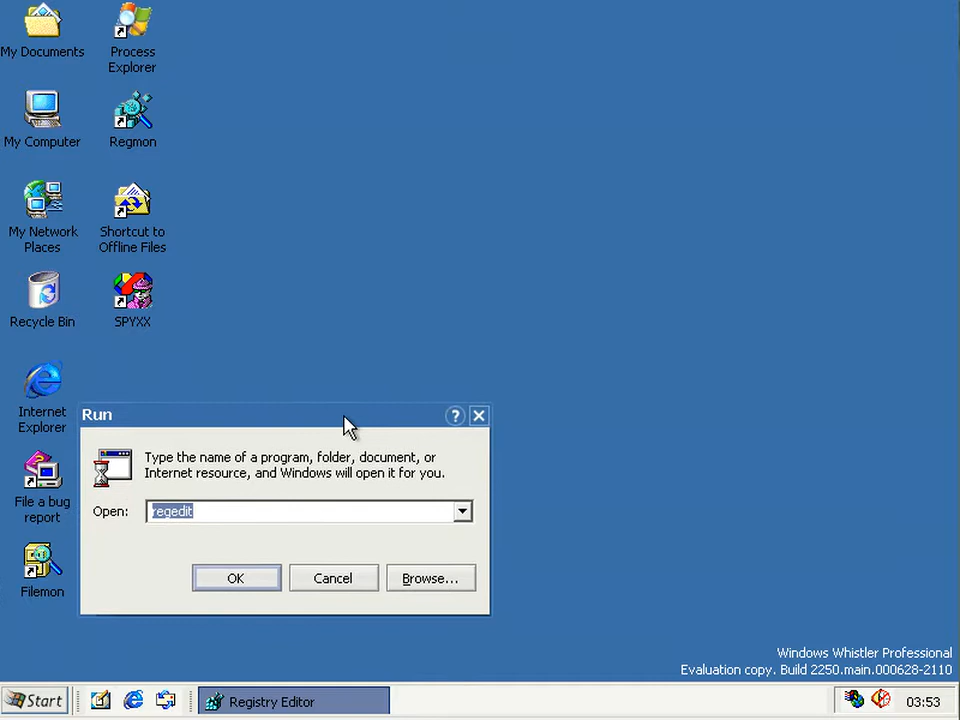 My Documents
Process
Explorer
My Computer
Regmon
My Network
Places
Shortcut to
Offline Files
Recycle Bin
SPYXX
Internet
Explorer
File a bug
report
Filemon
Run
?
Type the name of a program, folder, document, or
Internet resource, and Windows will open it for you.
Open:
regedit
OK
Cancel
Browse...
Windows Whistler Professional
Evaluation copy. Build 2250.main.000628-2110
Start
Registry Editor
03:53